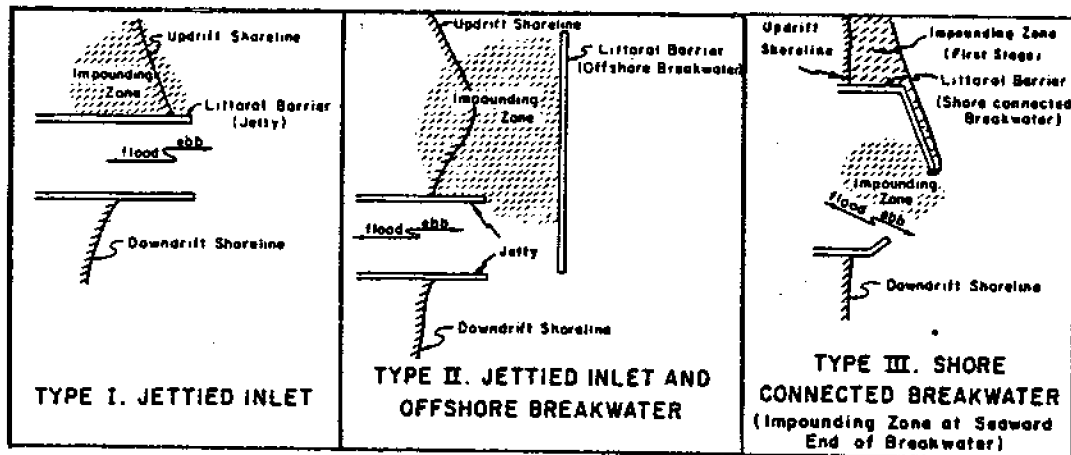 Updrift Shoreline
Impounding
Zone
Littoral Barrier
(Jetty)
ebb
flood
Downdrift Shoreline
TYPE I. JETTIED INLET
Updrift Shoreline
Littoral Barrier
(Offshore Breakwater)
Impounding
Zone
flood
ebb
Jetty
Downdrift Shoreline
TYPE II. JETTIED INLET AND
OFFSHORE BREAKWATER
Updrift
Shoreline
Impounding Zone
(First Stage)
Littoral Barrier
(Shore connected
Breakwater)
Impounding
Zone
flood
ebb
Downdrift Shoreline
TYPE III. SHORE
CONNECTED BREAKWATER
(Impounding Zone at Seaward
End of Breakwater)